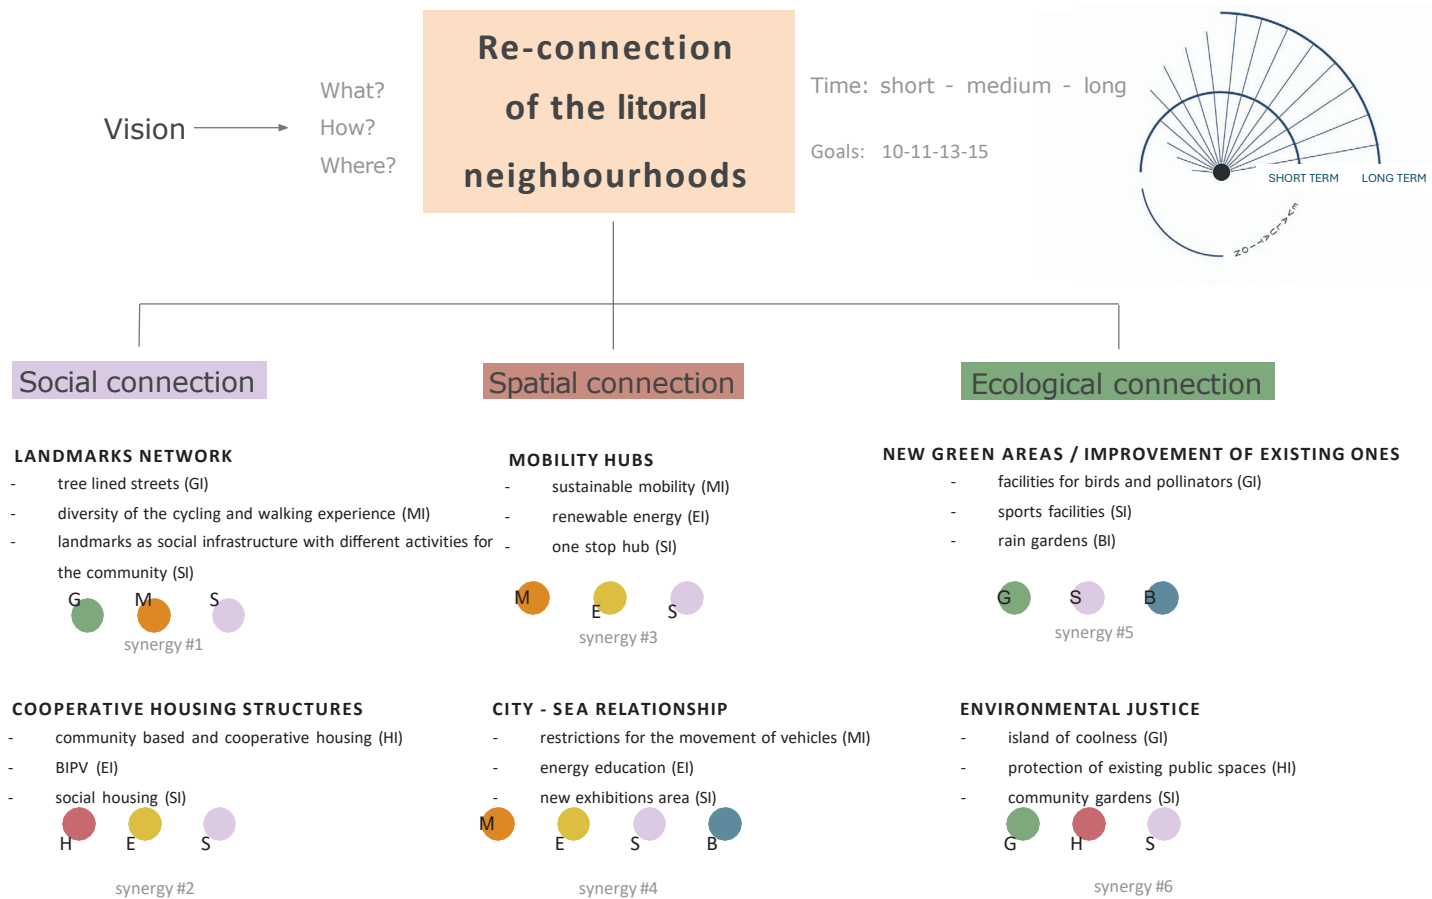 Vision
What?
How?
Where?
Re-connection
of the litoral
neighbourhoods
Time: short - medium - long
Goals: 10-11-13-15
SHORT TERM LONG TERM
EVALUATION
Social connection
Spatial connection
Ecological connection
LANDMARKS NETWORK
- tree lined streets (GI)
- diversity of the cycling and walking experience (MI)
- landmarks as social infrastructure with different activities for
the community (SI)
G M S
synergy #1
MOBILITY HUBS
- sustainable mobility (MI)
- renewable energy (EI)
- one stop hub (SI)
M E S
synergy #3
NEW GREEN AREAS / IMPROVEMENT OF EXISTING ONES
- facilities for birds and pollinators (GI)
- sports facilities (SI)
- rain gardens (BI)
G S B
synergy #5
COOPERATIVE HOUSING STRUCTURES
- community based and cooperative housing (HI)
- BIPV (EI)
- social housing (SI)
H E S
synergy #2
CITY - SEA RELATIONSHIP
- restrictions for the movement of vehicles (MI)
- energy education (EI)
- new exhibitions area (SI)
M E S B
synergy #4
ENVIRONMENTAL JUSTICE
- island of coolness (GI)
- protection of existing public spaces (HI)
- community gardens (SI)
G H S
synergy #6